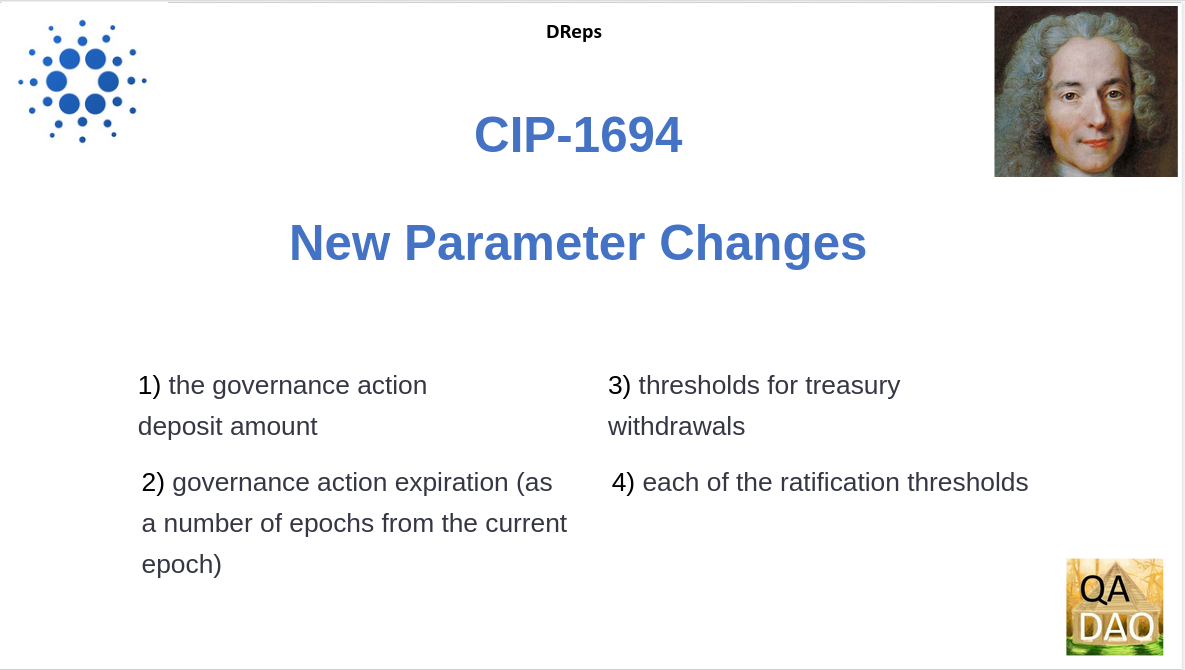 DReps
CIP-1694
New Parameter Changes
1) the governance action
deposit amount
2) governance action expiration (as
a number of epochs from the current
epoch)
3) thresholds for treasury
withdrawals
4) each of the ratification thresholds
QA
DAO